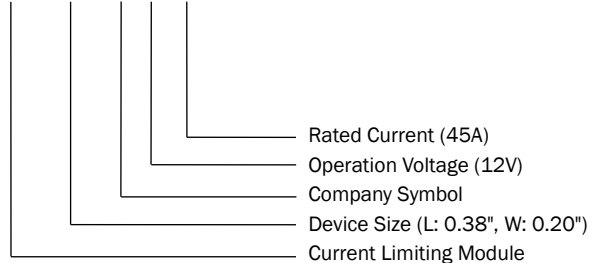 Rated Current (45A)
Operation Voltage (12V)
Company Symbol
Device Size (L: 0.38", W: 0.20")
Current Limiting Module